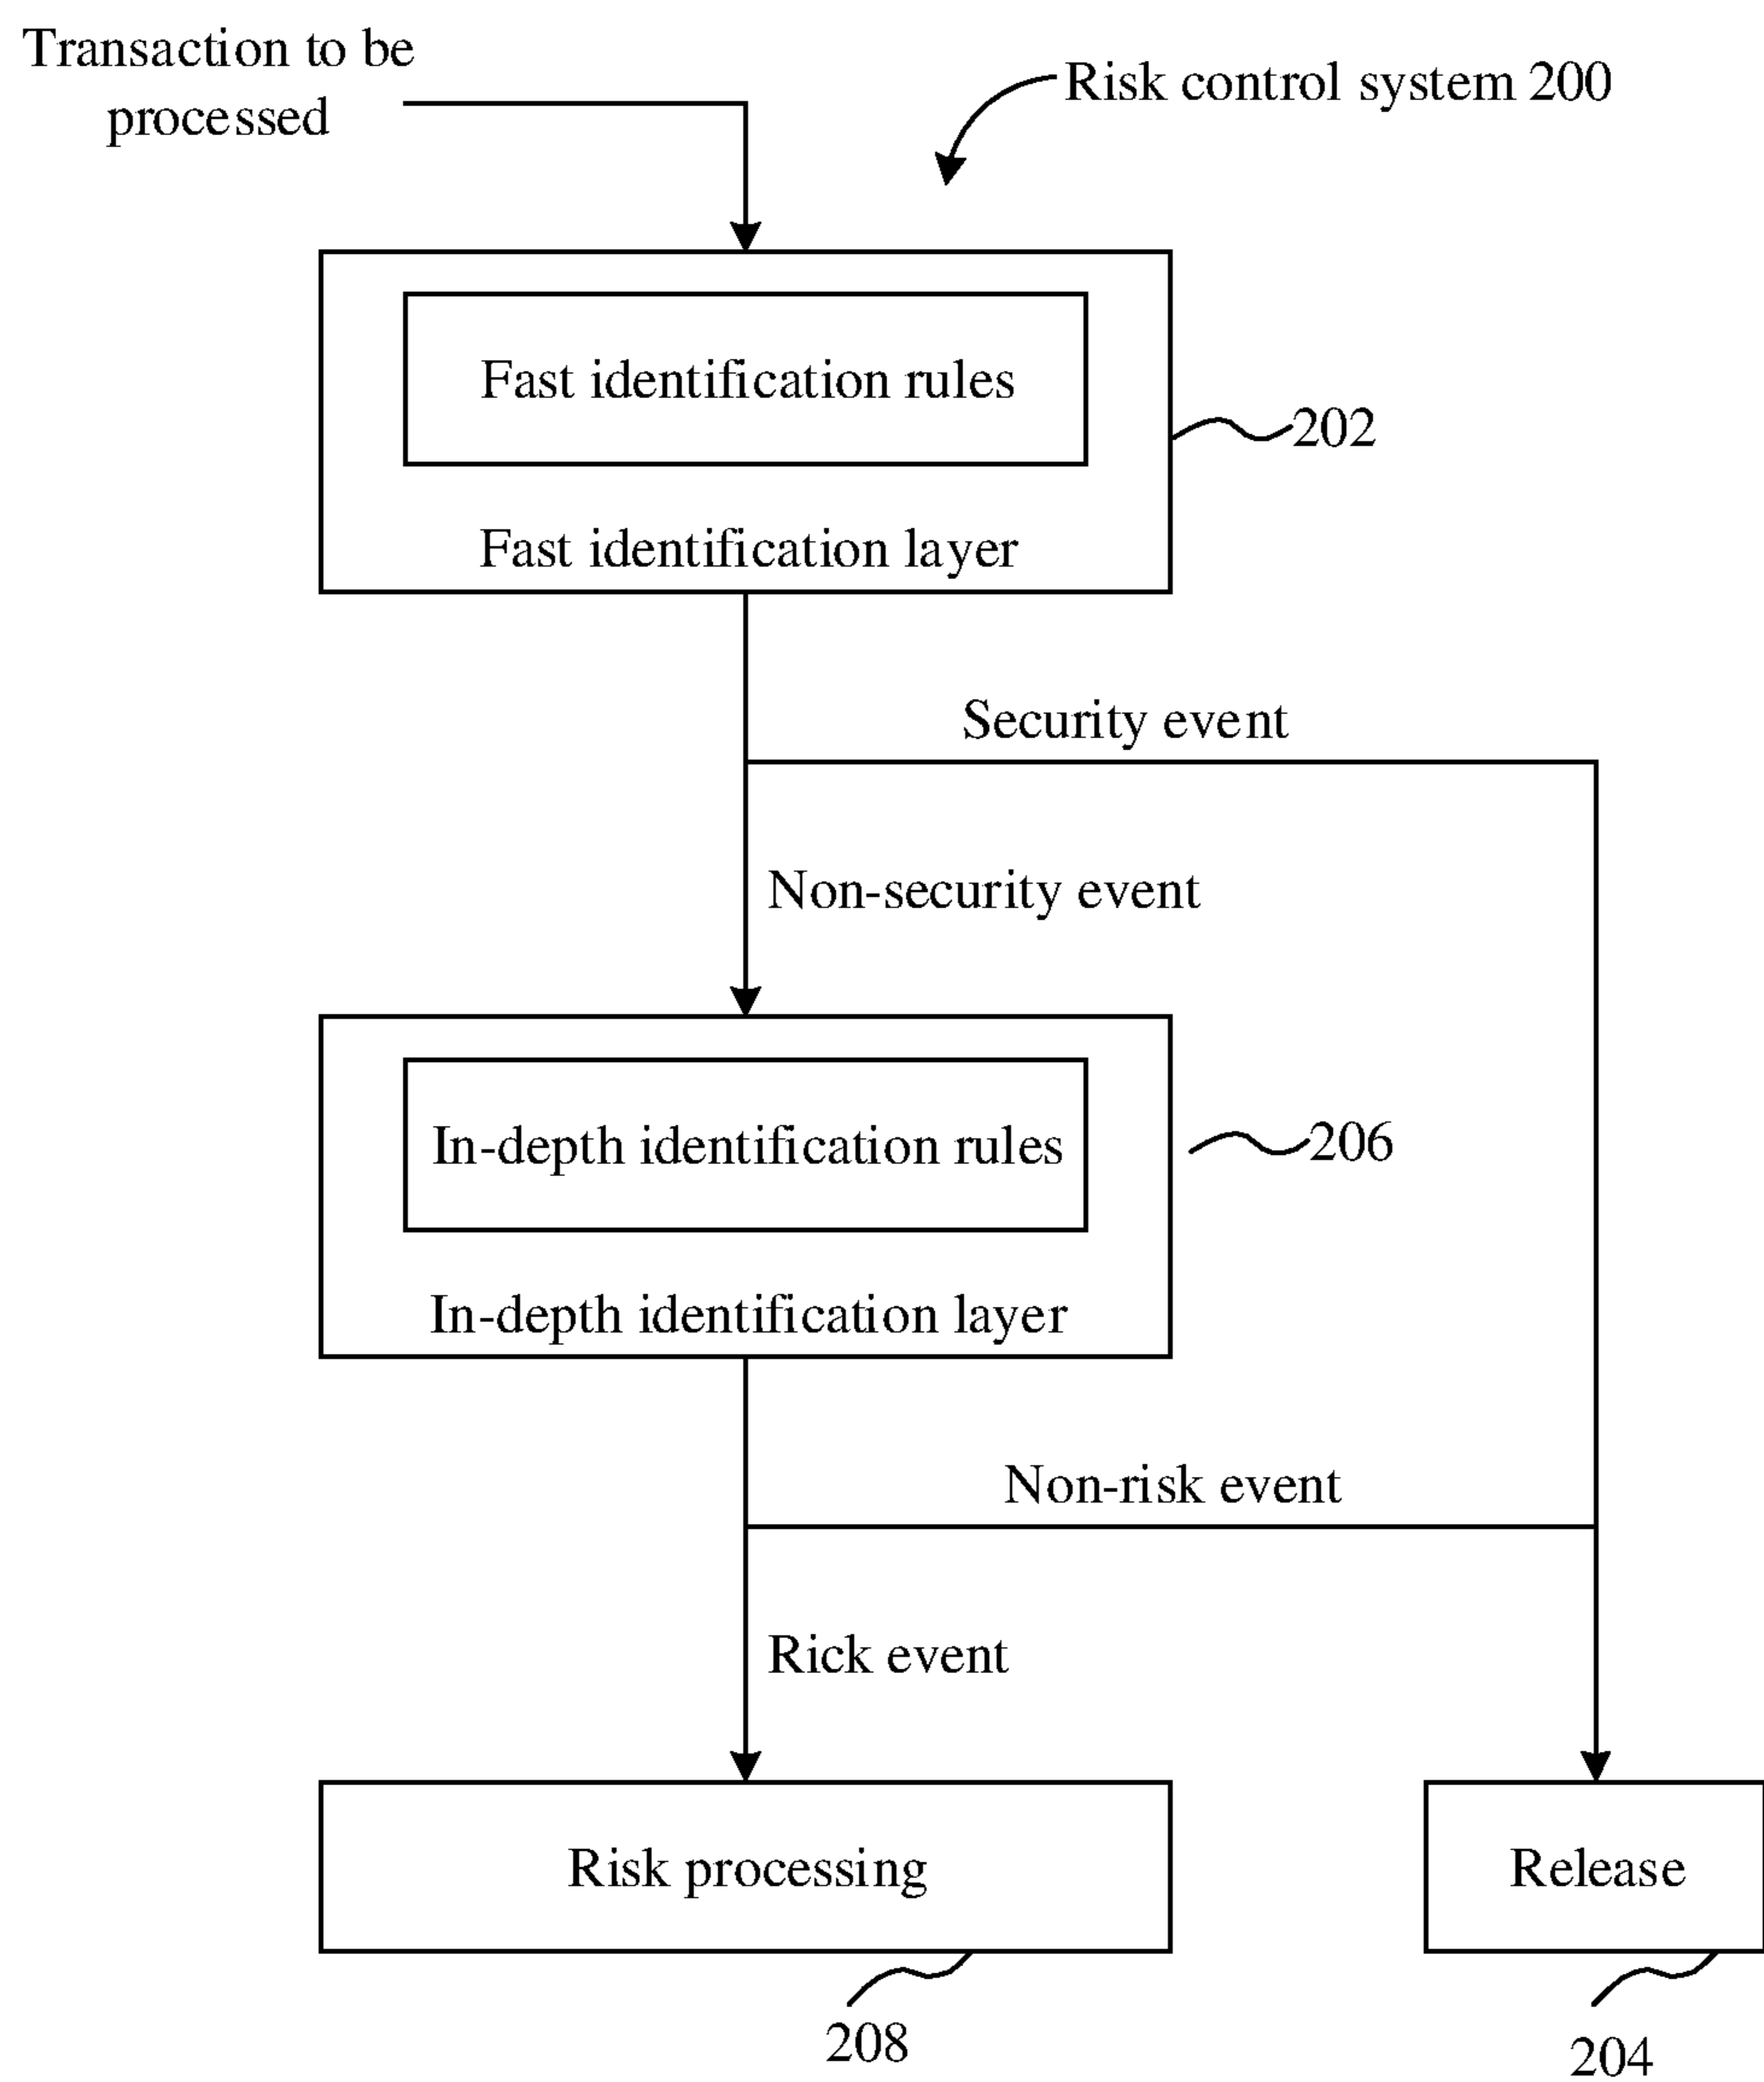 Transaction to be
processed
Risk control system 200
Fast identification rules
202
Fast identification layer
Security event
Non-security event
In-depth identification rules
206
In-depth identification layer
Non-risk event
Rick event
Risk processing
Release
208
204